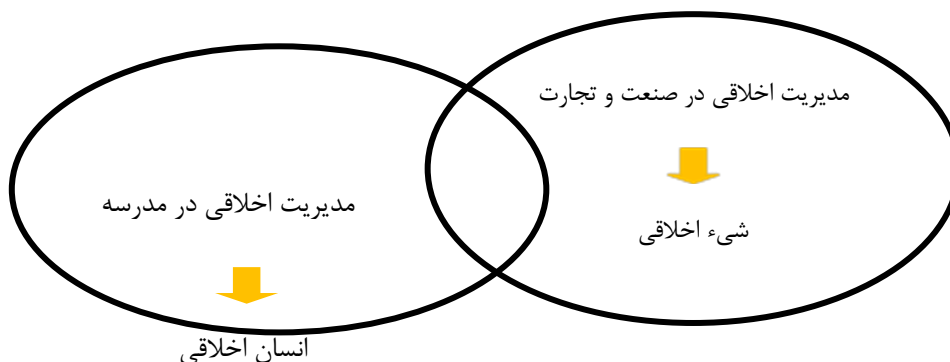 مدیریت اخلاقی در صنعت و تجارت
شیء اخلاقی
مدیریت اخلاقی در مدرسه
انسان اخلاقی